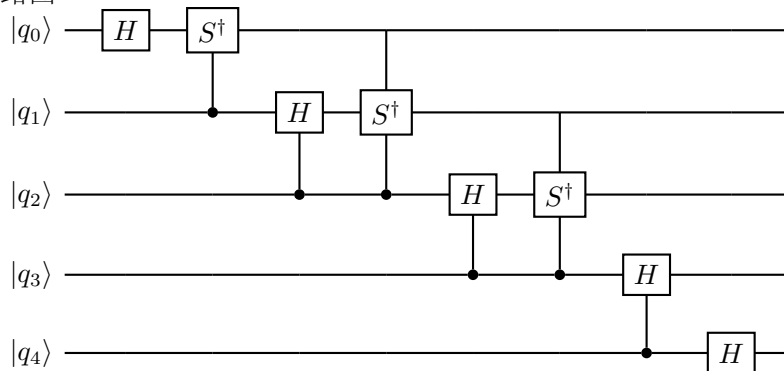 |q₀⟩ H S†
|q₁⟩ H S†
|q₂⟩ H S†
|q₃⟩ H
|q₄⟩ H